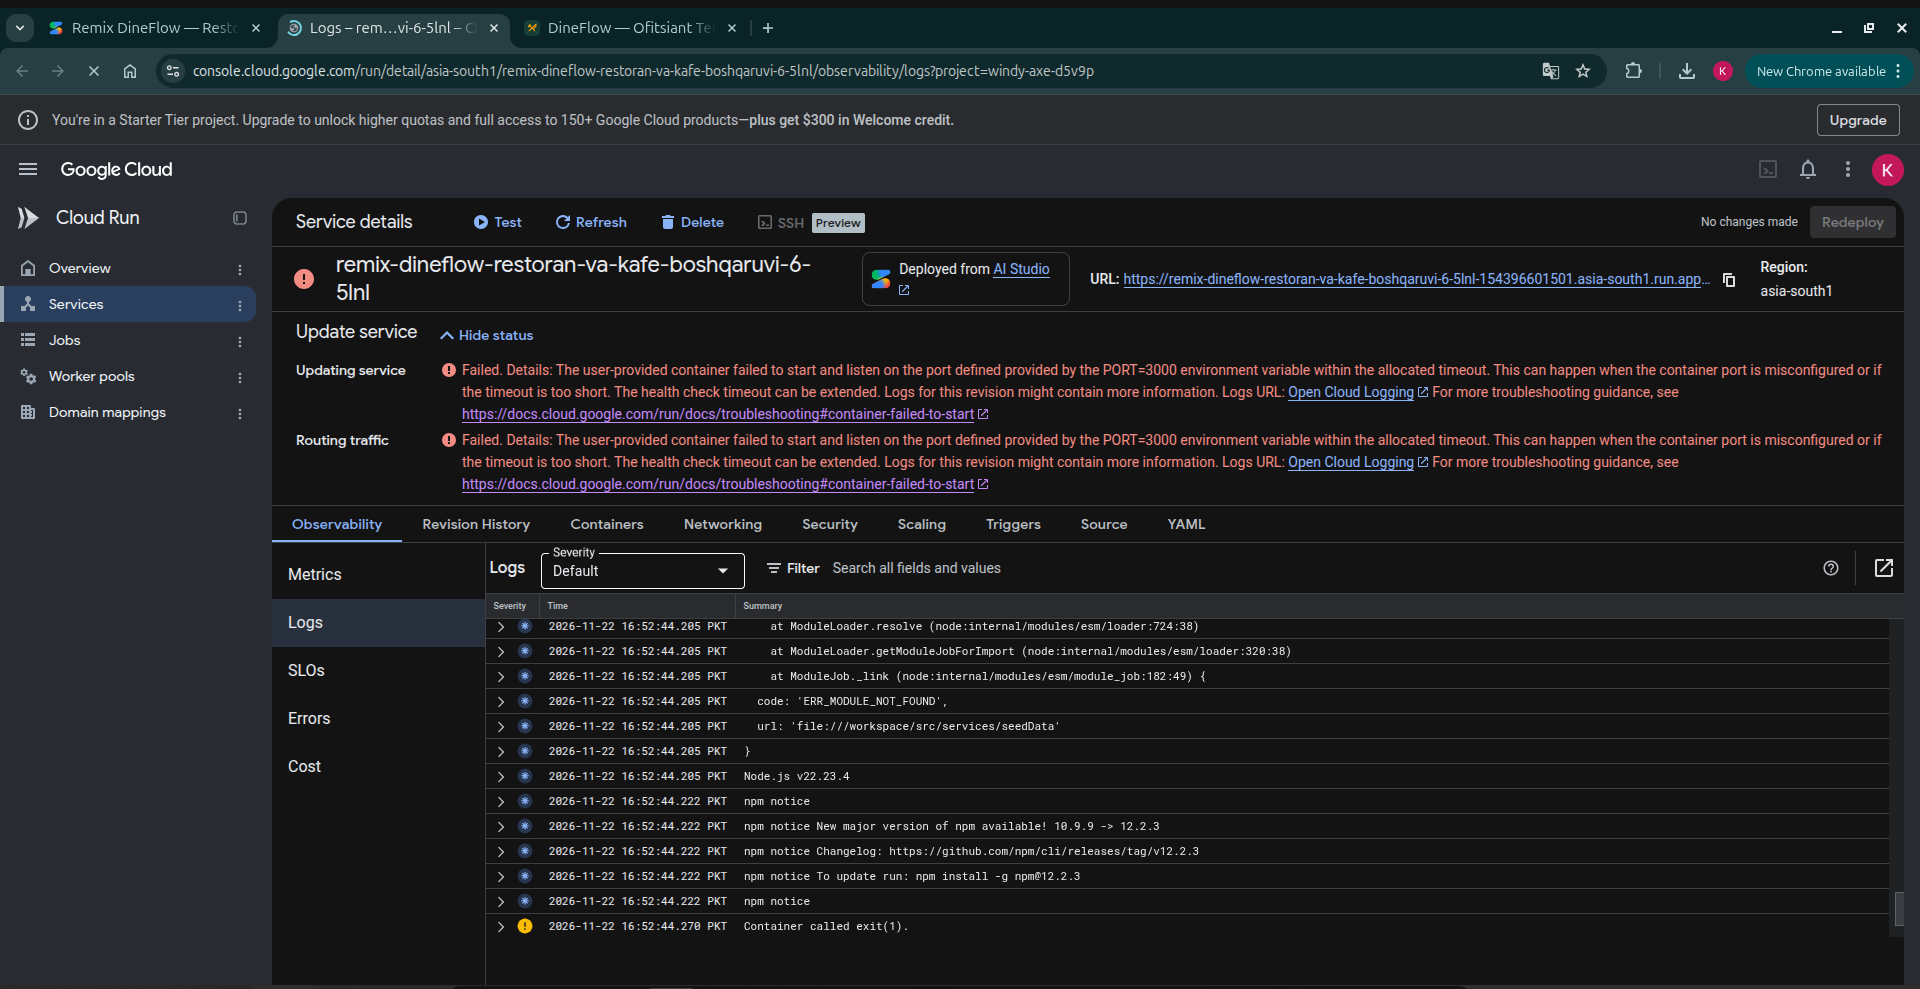 Remix DineFlow — Resto
Logs – rem…vi-6-5lnl – C
DineFlow — Ofitsiant Te
console.cloud.google.com/run/detail/asia-south1/remix-dineflow-restoran-va-kafe-boshqaruvi-6-5lnl/observability/logs?project=windy-axe-d5v9p
K
New Chrome available
You're in a Starter Tier project. Upgrade to unlock higher quotas and full access to 150+ Google Cloud products—plus get $300 in Welcome credit.
Upgrade
Google Cloud
K
Cloud Run
Overview
Services
Jobs
Worker pools
Domain mappings
Service details
Test
Refresh
Delete
SSH
Preview
No changes made
Redeploy
remix-dineflow-restoran-va-kafe-boshqaruvi-6-
5lnl
Deployed from AI Studio
URL: https://remix-dineflow-restoran-va-kafe-boshqaruvi-6-5lnl-154396601501.asia-south1.run.app…
Region:
asia-south1
Update service
Hide status
Updating service
Failed. Details: The user-provided container failed to start and listen on the port defined provided by the PORT=3000 environment variable within the allocated timeout. This can happen when the container port is misconfigured or if
the timeout is too short. The health check timeout can be extended. Logs for this revision might contain more information. Logs URL: Open Cloud Logging For more troubleshooting guidance, see
https://docs.cloud.google.com/run/docs/troubleshooting#container-failed-to-start
Routing traffic
Failed. Details: The user-provided container failed to start and listen on the port defined provided by the PORT=3000 environment variable within the allocated timeout. This can happen when the container port is misconfigured or if
the timeout is too short. The health check timeout can be extended. Logs for this revision might contain more information. Logs URL: Open Cloud Logging For more troubleshooting guidance, see
https://docs.cloud.google.com/run/docs/troubleshooting#container-failed-to-start
Observability
Revision History
Containers
Networking
Security
Scaling
Triggers
Source
YAML
Metrics
Logs
SLOs
Errors
Cost
Logs
Severity
Default
Filter
Search all fields and values
Severity Time Summary
2026-11-22 16:52:44.205 PKT at ModuleLoader.resolve (node:internal/modules/esm/loader:724:38)
2026-11-22 16:52:44.205 PKT at ModuleLoader.getModuleJobForImport (node:internal/modules/esm/loader:320:38)
2026-11-22 16:52:44.205 PKT at ModuleJob._link (node:internal/modules/esm/module_job:182:49) {
2026-11-22 16:52:44.205 PKT code: 'ERR_MODULE_NOT_FOUND',
2026-11-22 16:52:44.205 PKT url: 'file:///workspace/src/services/seedData'
2026-11-22 16:52:44.205 PKT }
2026-11-22 16:52:44.205 PKT Node.js v22.23.4
2026-11-22 16:52:44.222 PKT npm notice
2026-11-22 16:52:44.222 PKT npm notice New major version of npm available! 10.9.9 -> 12.2.3
2026-11-22 16:52:44.222 PKT npm notice Changelog: https://github.com/npm/cli/releases/tag/v12.2.3
2026-11-22 16:52:44.222 PKT npm notice To update run: npm install -g npm@12.2.3
2026-11-22 16:52:44.222 PKT npm notice
2026-11-22 16:52:44.270 PKT Container called exit(1).